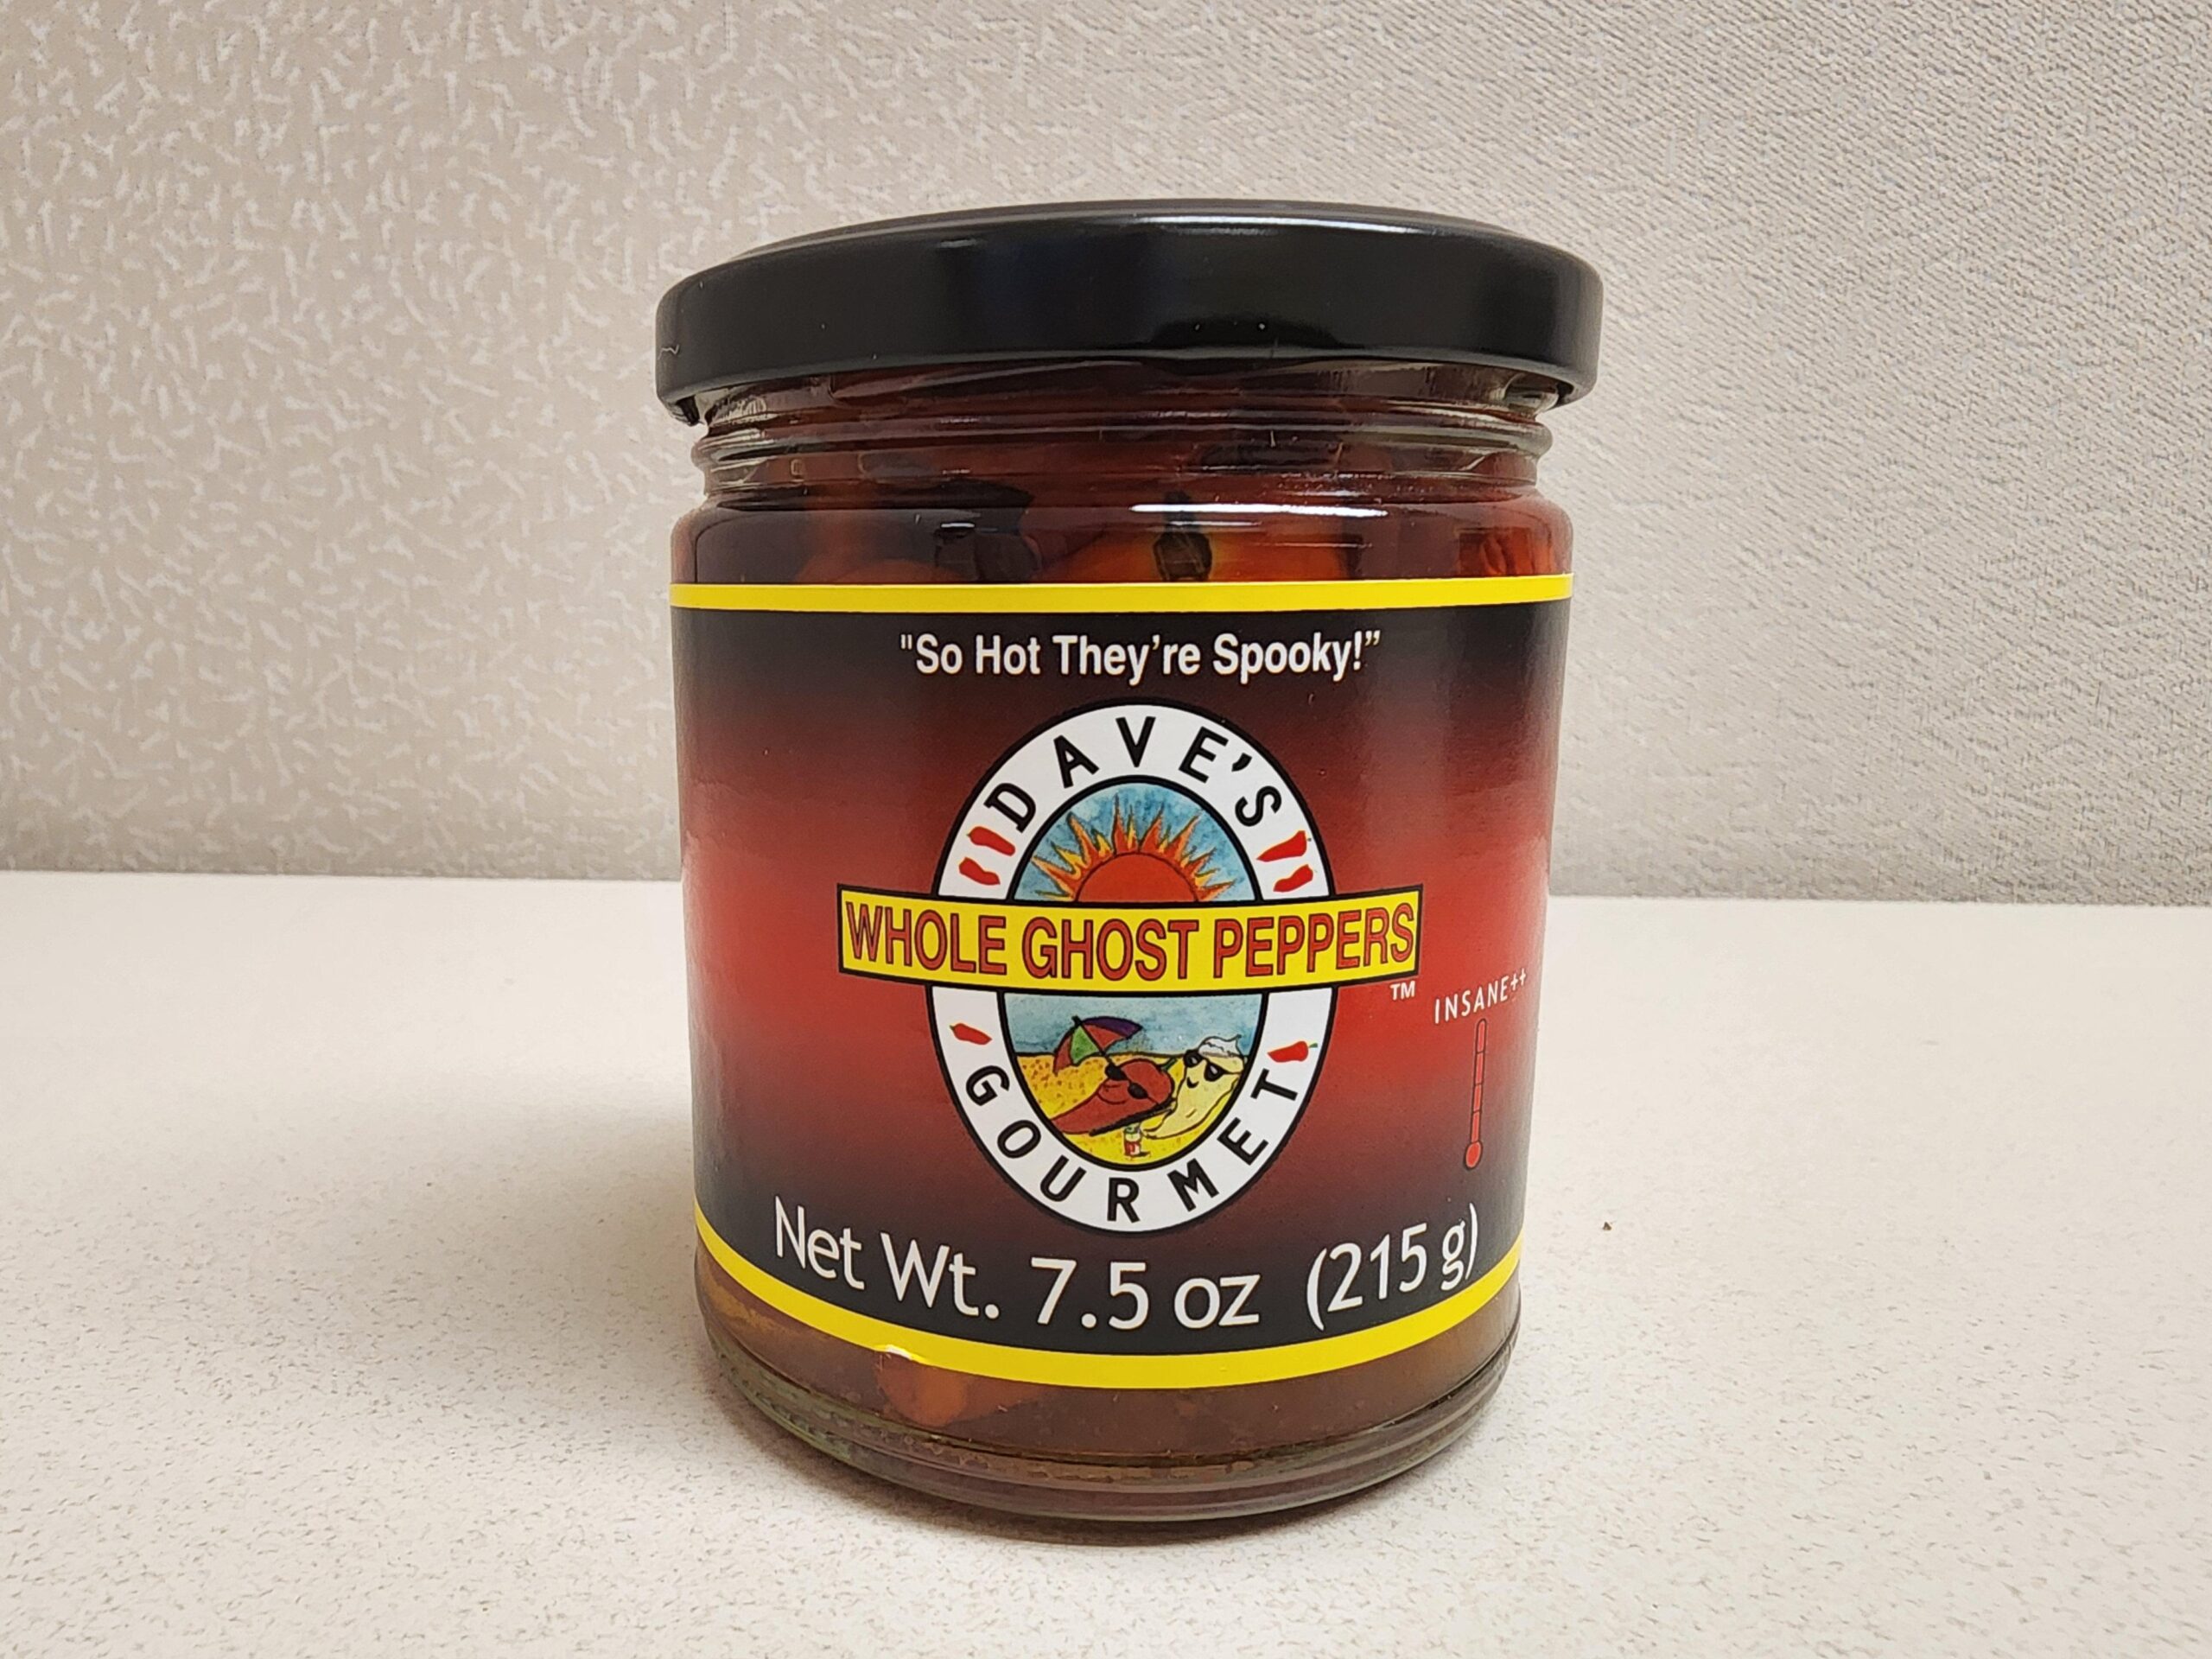 "So Hot They’re Spooky!”
DAVE'S
WHOLE GHOST PEPPERS
TM
INSANE++
GOURMET
Net Wt. 7.5 oz (215 g)